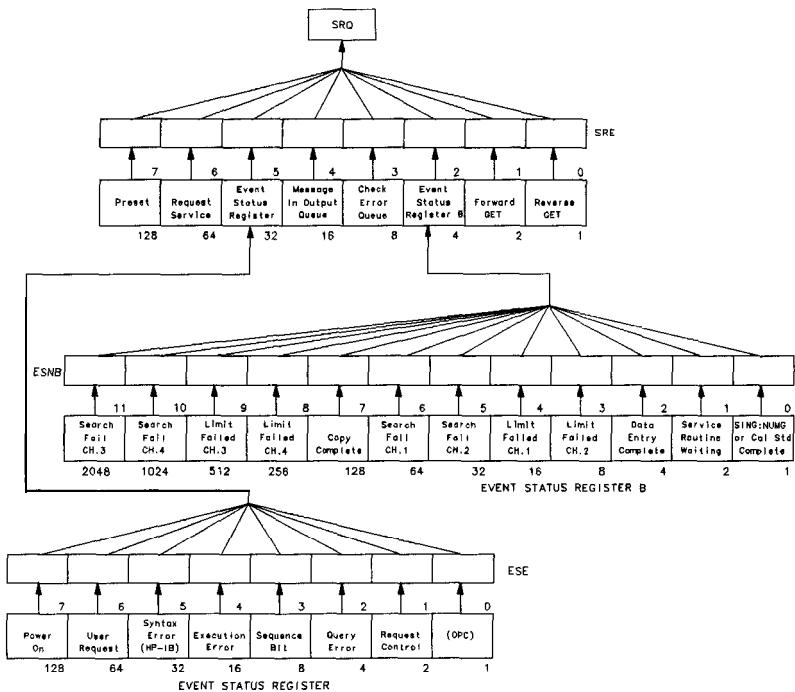 SRQ
SRE
7 6 5 4 3 2 1 0
Preset
Request Service
Event Status Register
Message In Output Queue
Check Error Queue
Event Status Register B
Forward GET
Reverse GET
128 64 32 16 8 4 2 1
ESNB
11 10 9 8 7 6 5 4 3 2 1 0
Search Fail CH.3
Search Fail CH.4
Limit Failed CH.3
Limit Failed CH.4
Copy Complete
Search Fail CH.1
Search Fail CH.2
Limit Failed CH.1
Limit Failed CH.2
Data Entry Complete
Service Routine Waiting
SING:NUMG or Cal Std Complete
2048 1024 512 256 128 64 32 16 8 4 2 1
EVENT STATUS REGISTER B
ESE
7 6 5 4 3 2 1 0
Power On
User Request
Syntax Error (HP-IB)
Execution Error
Sequence Bit
Query Error
Request Control
(OPC)
128 64 32 16 8 4 2 1
EVENT STATUS REGISTER